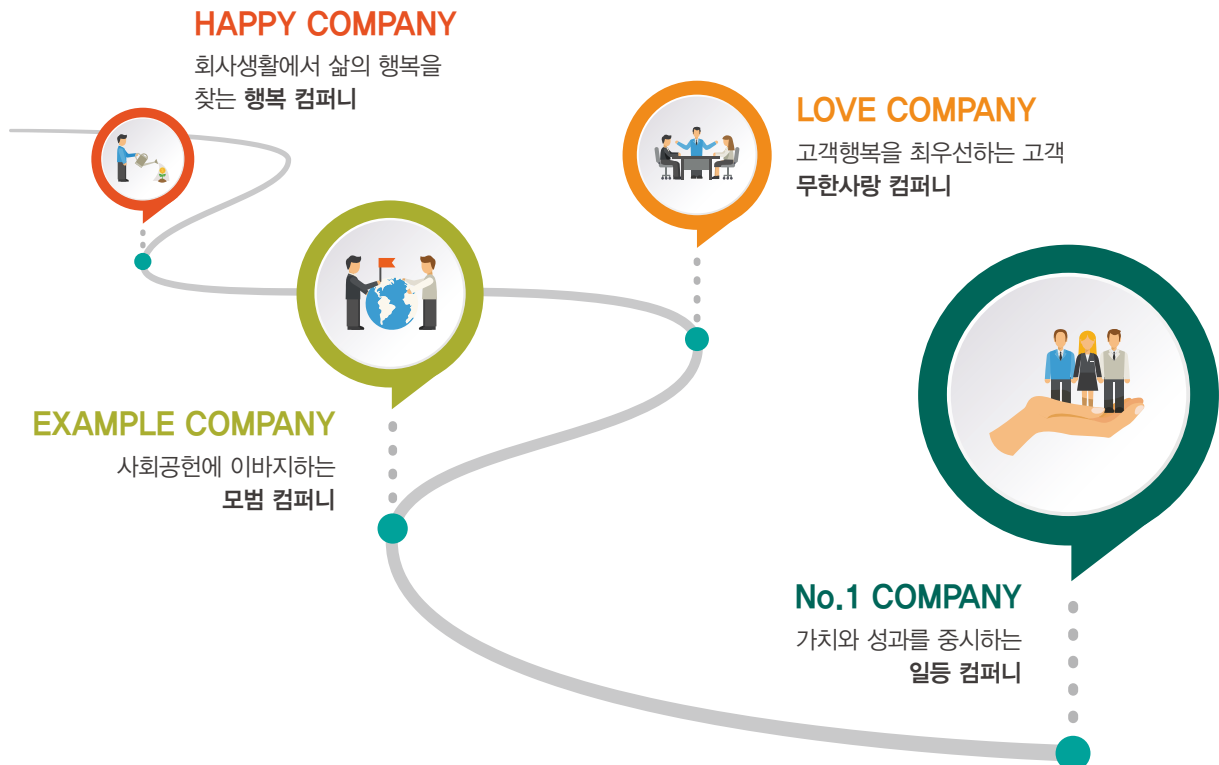 HAPPY COMPANY
회사생활에서 삶의 행복을
찾는 행복 컴퍼니
LOVE COMPANY
고객행복을 최우선하는 고객
무한사랑 컴퍼니
EXAMPLE COMPANY
사회공헌에 이바지하는
모범 컴퍼니
No.1 COMPANY
가치와 성과를 중시하는
일등 컴퍼니